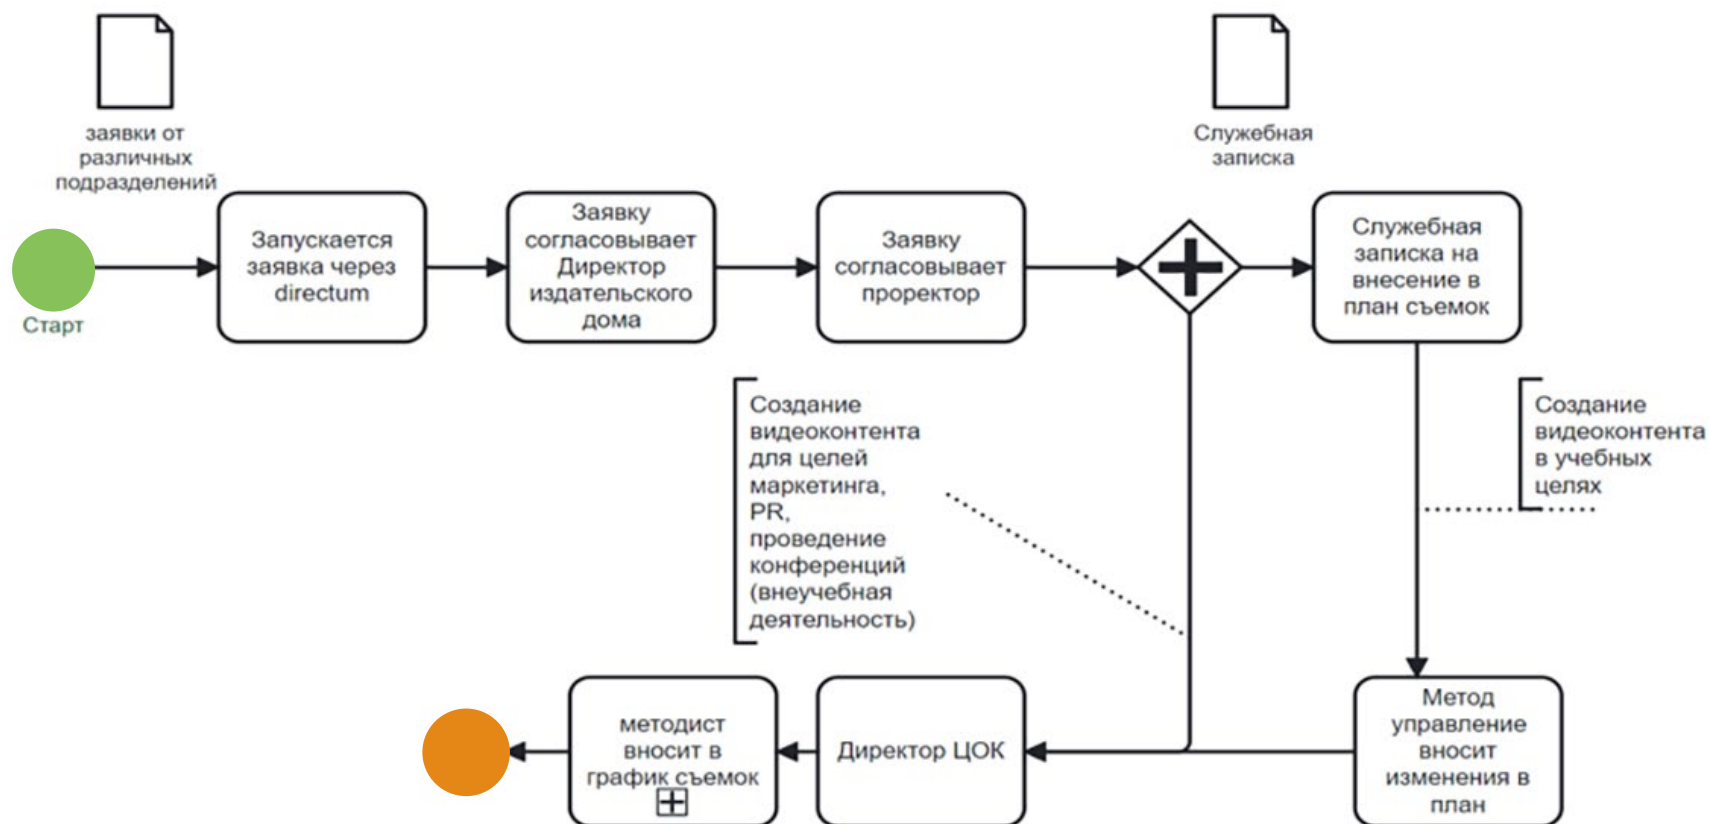 заявки от
различных
подразделений
Служебная
записка
Старт
Запускается
заявка через
directum
Заявку
согласовывает
Директор
издательского
дома
Заявку
согласовывает
проректор
Служебная
записка на
внесение в
план съемок
Создание
видеоконтента
для целей
маркетинга,
PR,
проведение
конференций
(внеучебная
деятельность)
Создание
видеоконтента
в учебных
целях
методист
вносит в
график съемок
Директор ЦОК
Метод
управление
вносит
изменения в
план